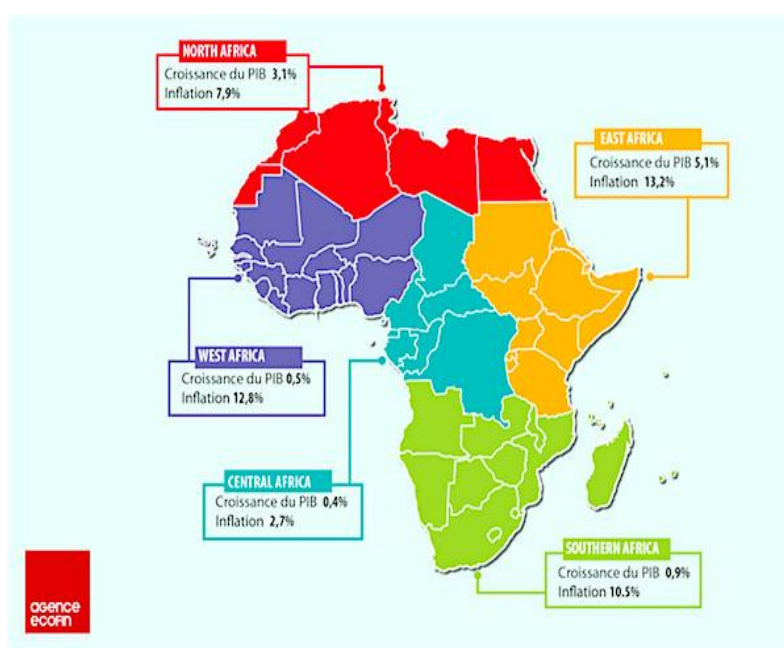 NORTH AFRICA
Croissance du PIB 3,1%
Inflation 7,9%
EAST AFRICA
Croissance du PIB 5,1%
Inflation 13,2%
WEST AFRICA
Croissance du PIB 0,5%
Inflation 12,8%
CENTRAL AFRICA
Croissance du PIB 0,4%
Inflation 2,7%
SOUTHERN AFRICA
Croissance du PIB 0,9%
Inflation 10.5%
agence
ecofin